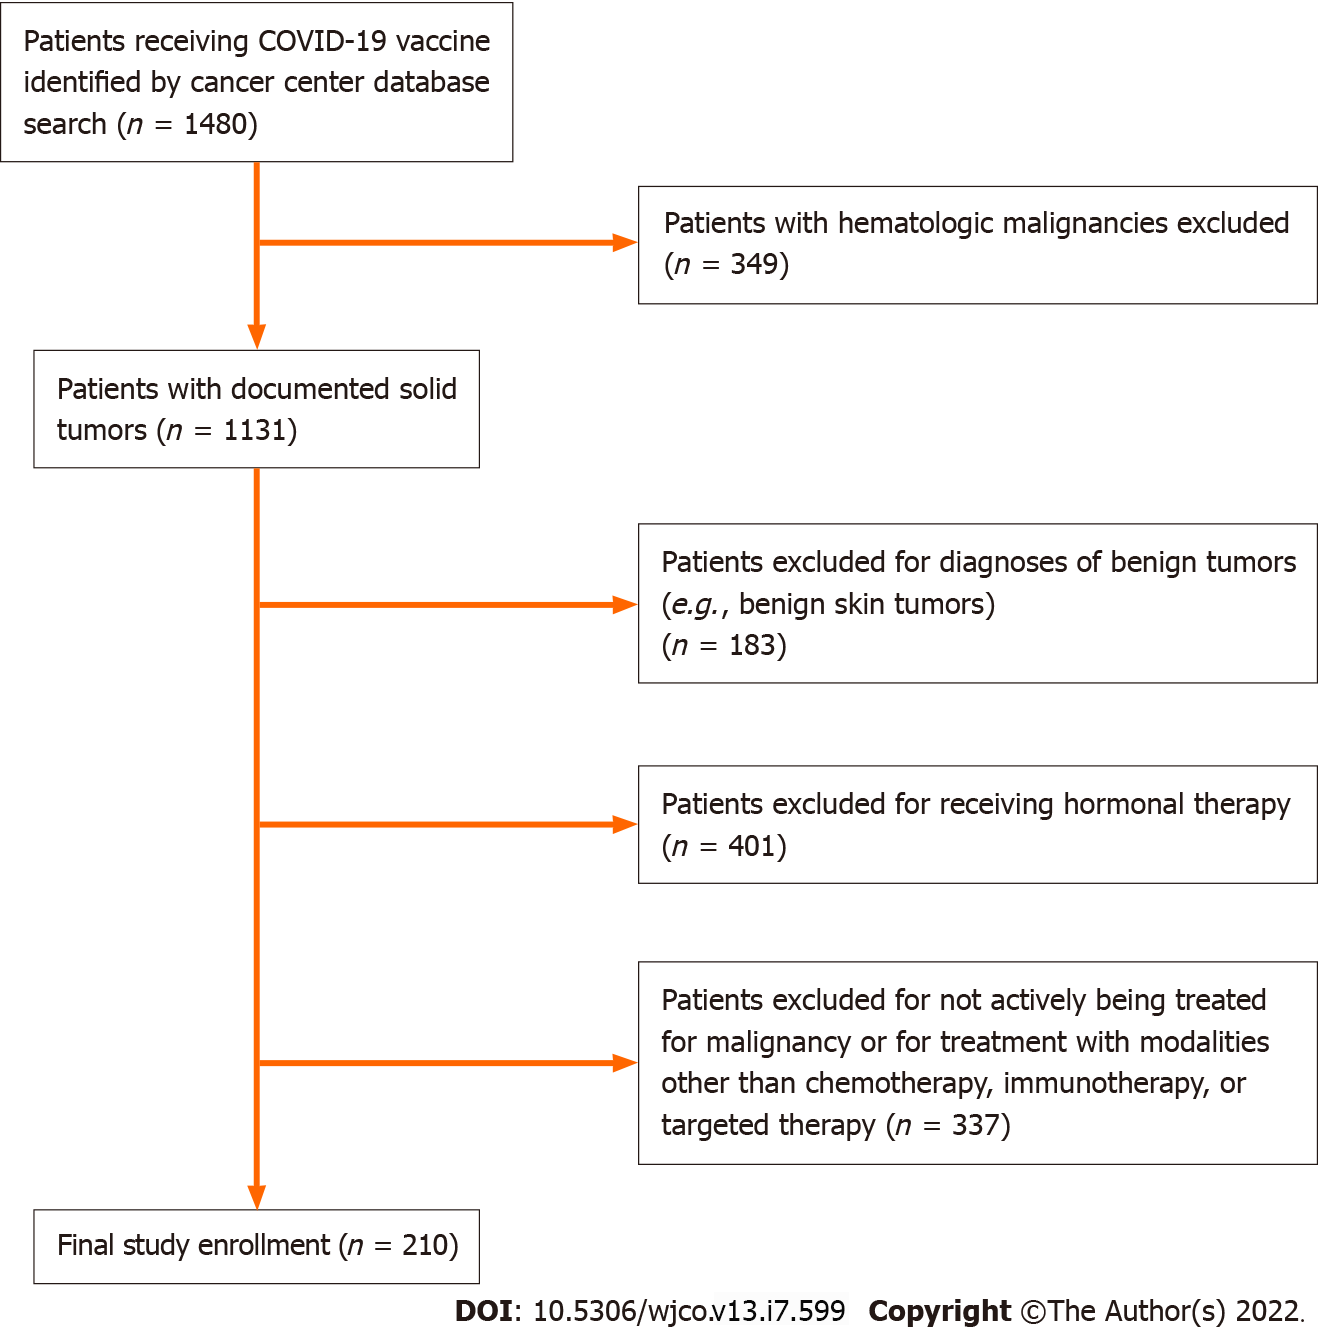 Patients receiving COVID-19 vaccine
identified by cancer center database
search (n = 1480)
Patients with hematologic malignancies excluded
(n = 349)
Patients with documented solid
tumors (n = 1131)
Patients excluded for diagnoses of benign tumors
(e.g., benign skin tumors)
(n = 183)
Patients excluded for receiving hormonal therapy
(n = 401)
Patients excluded for not actively being treated
for malignancy or for treatment with modalities
other than chemotherapy, immunotherapy, or
targeted therapy (n = 337)
Final study enrollment (n = 210)
DOI: 10.5306/wjco.v13.i7.599 Copyright ©The Author(s) 2022.